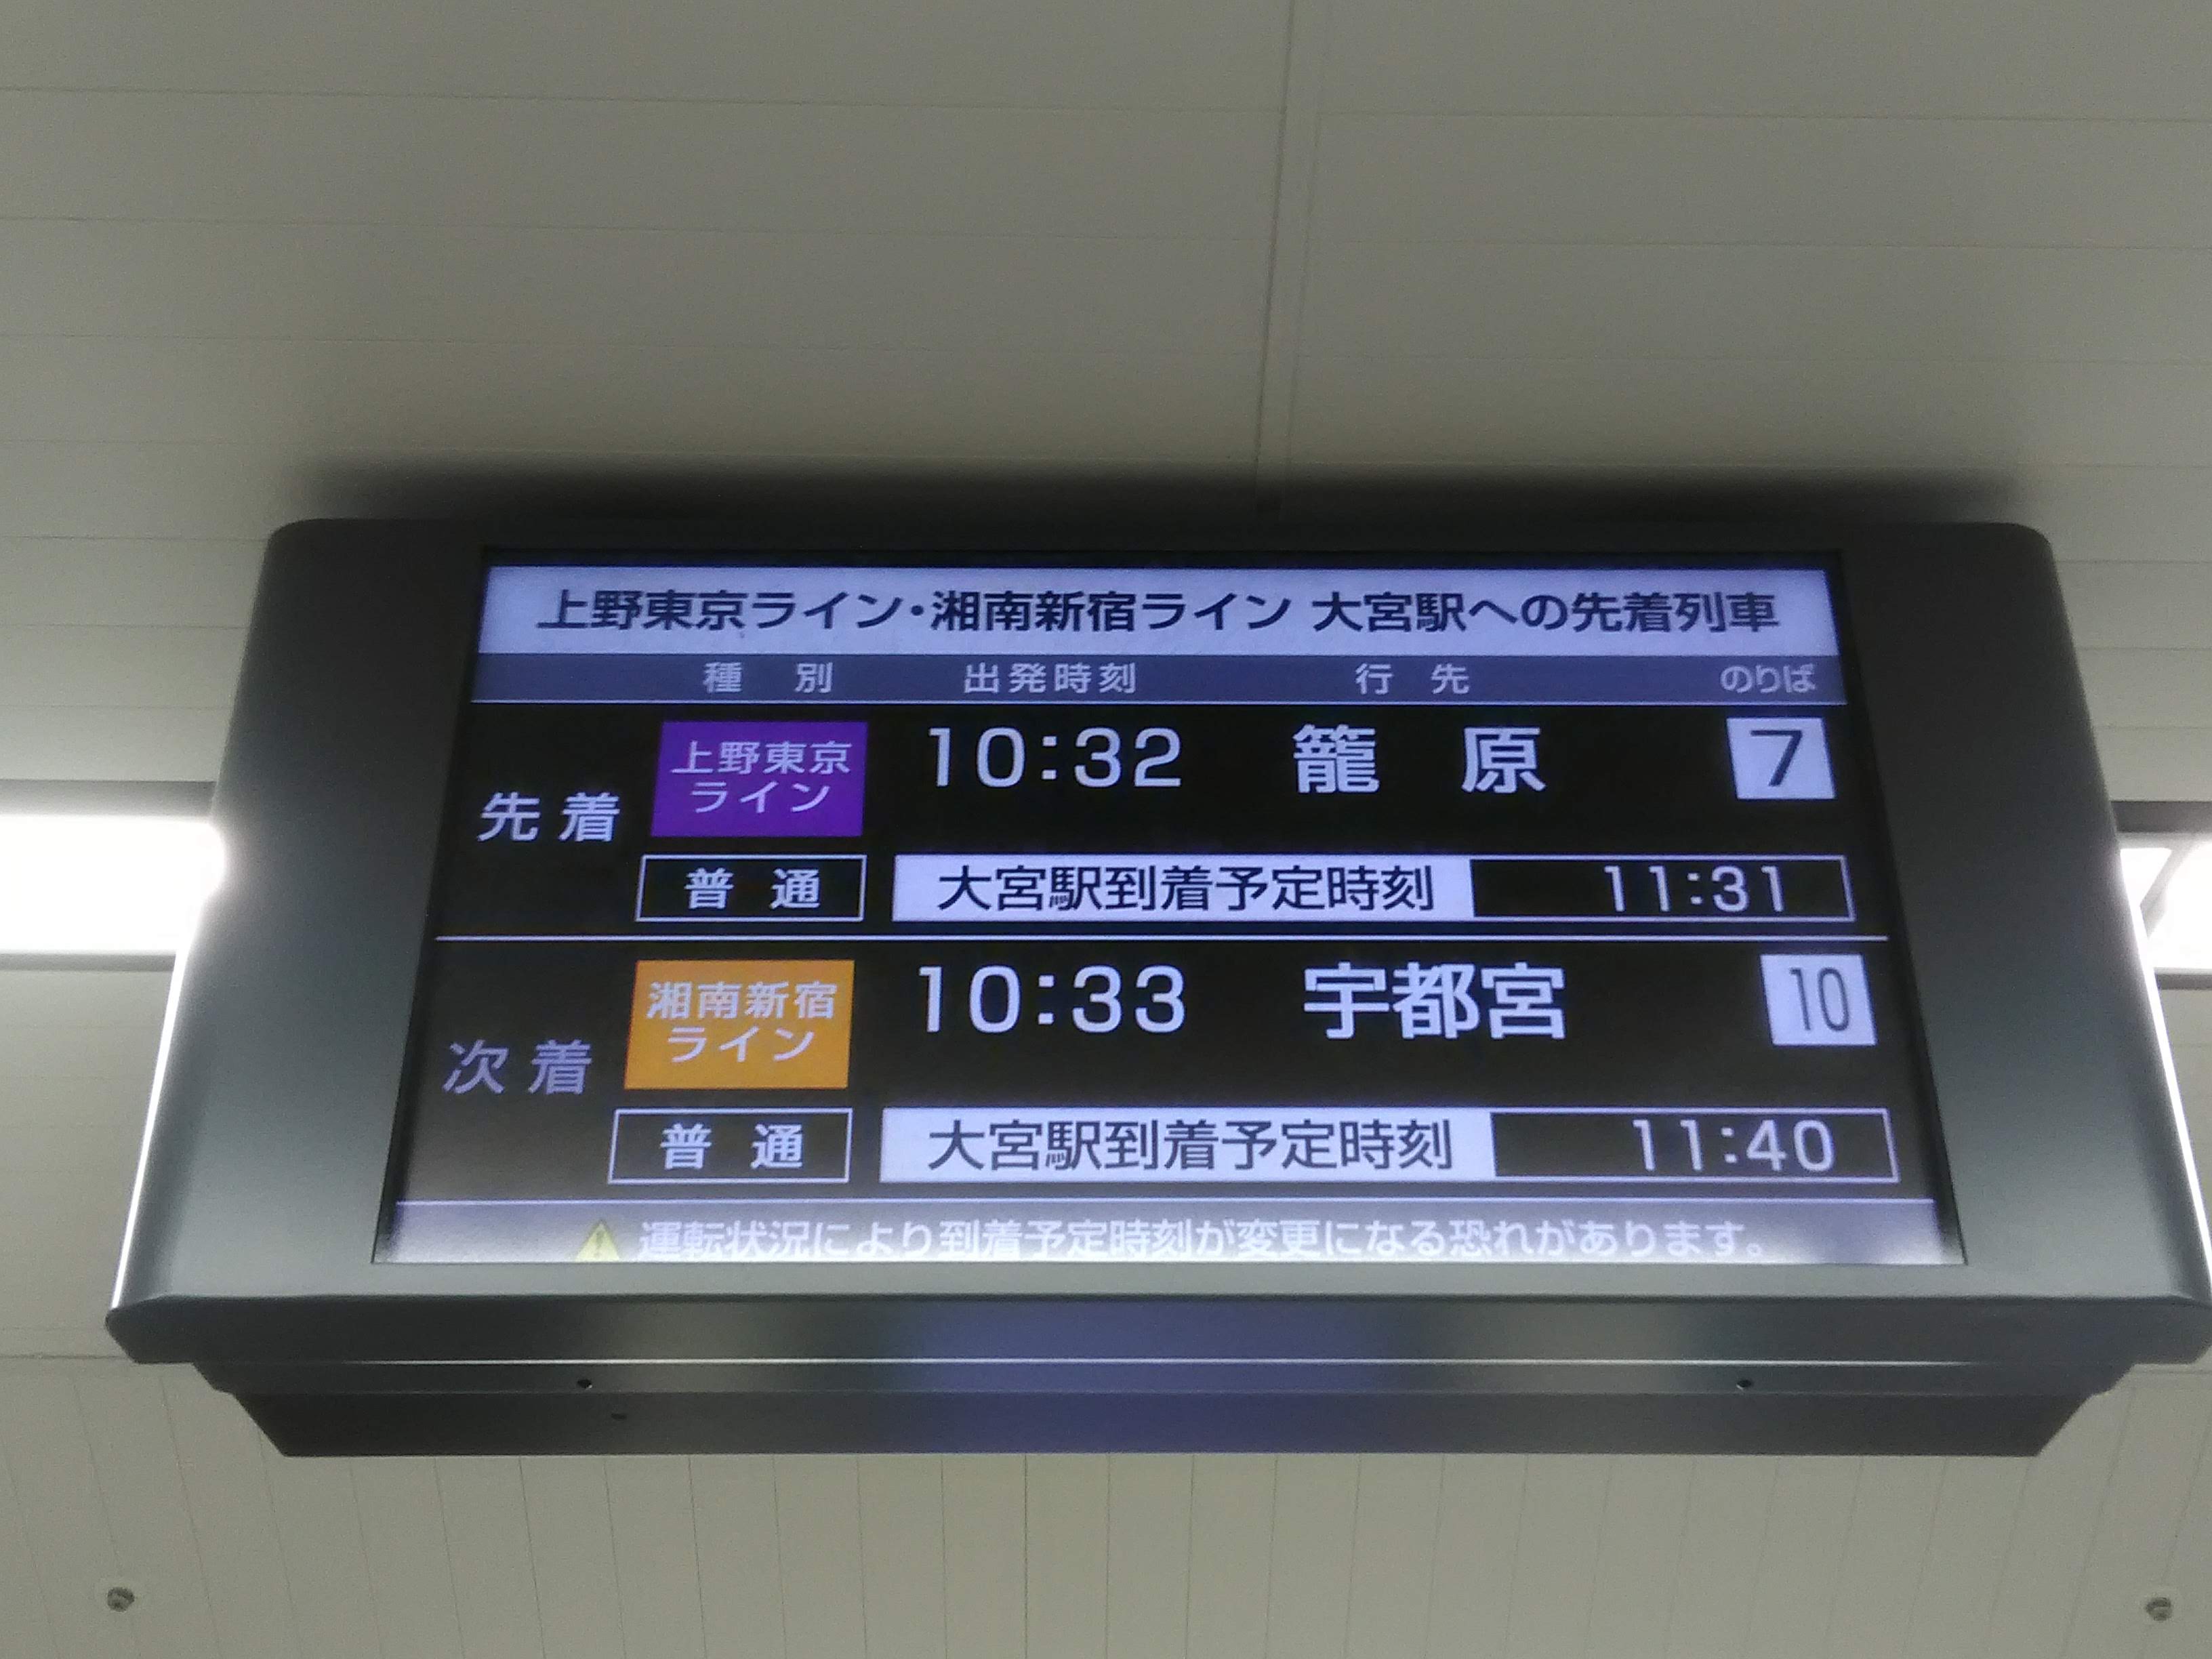 上野東京ライン・湘南新宿ライン 大宮駅への先着列車
種別 出発時刻 行先 のりば
先着 上野東京ライン 10:32 籠原 7
普通 大宮駅到着予定時刻 11:31
次着 湘南新宿ライン 10:33 宇都宮 10
普通 大宮駅到着予定時刻 11:40
運転状況により到着予定時刻が変更になる恐れがあります。